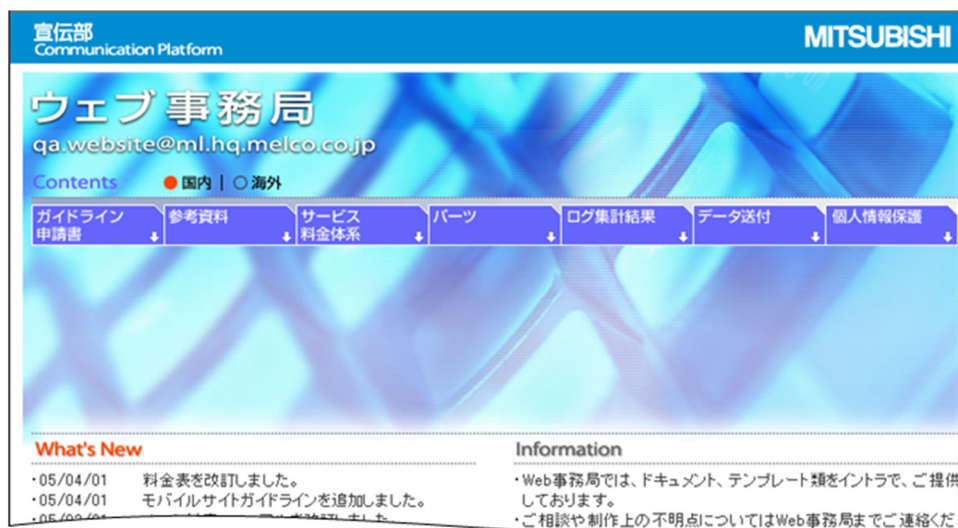 宣伝部
Communication Platform
MITSUBISHI
ウェブ事務局
qa.website@ml.hq.melco.co.jp
Contents ●国内 | ○海外
ガイドライン
申請書
参考資料
サービス
料金体系
パーツ
ログ集計結果
データ送付
個人情報保護
What's New
・05/04/01 料金表を改訂しました。
・05/04/01 モバイルサイトガイドラインを追加しました。
Information
・Web事務局では、ドキュメント、テンプレート類をイントラで、ご提供
しております。
・ご相談や制作上の不明点についてはWeb事務局までご連絡くだ